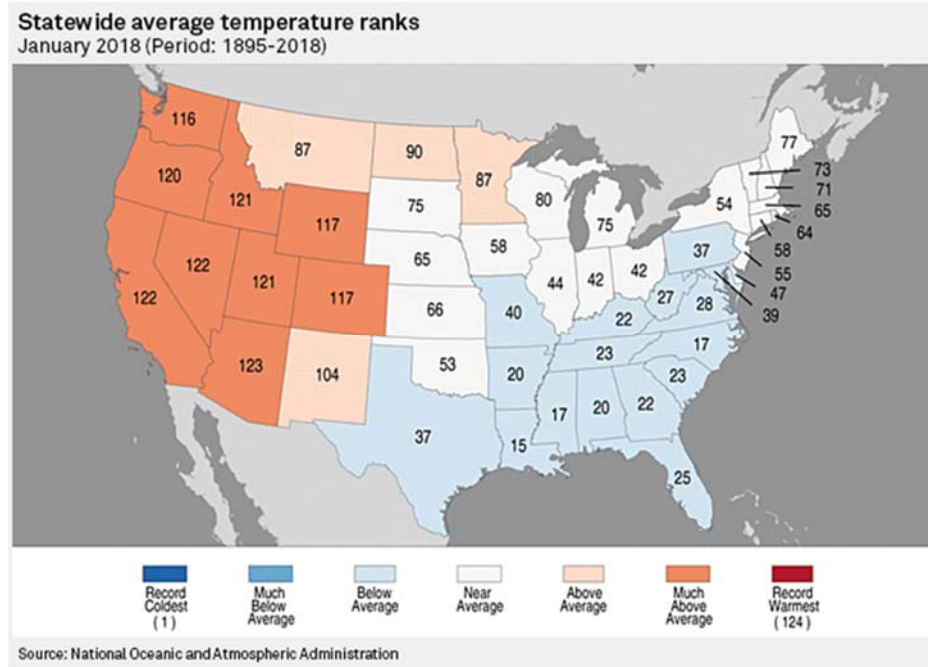 Statewide average temperature ranks
January 2018 (Period: 1895-2018)
116
87
90
87
77
120
121
117
75
80
75
54
73
71
65
64
58
55
47
39
122
122
121
117
65
58
44
42
42
37
66
40
27
28
22
123
104
53
20
23
17
23
37
15
17
20
22
25
Record
Coldest
( 1 )
Much
Below
Average
Below
Average
Near
Average
Above
Average
Much
Above
Average
Record
Warmest
( 124 )
Source: National Oceanic and Atmospheric Administration